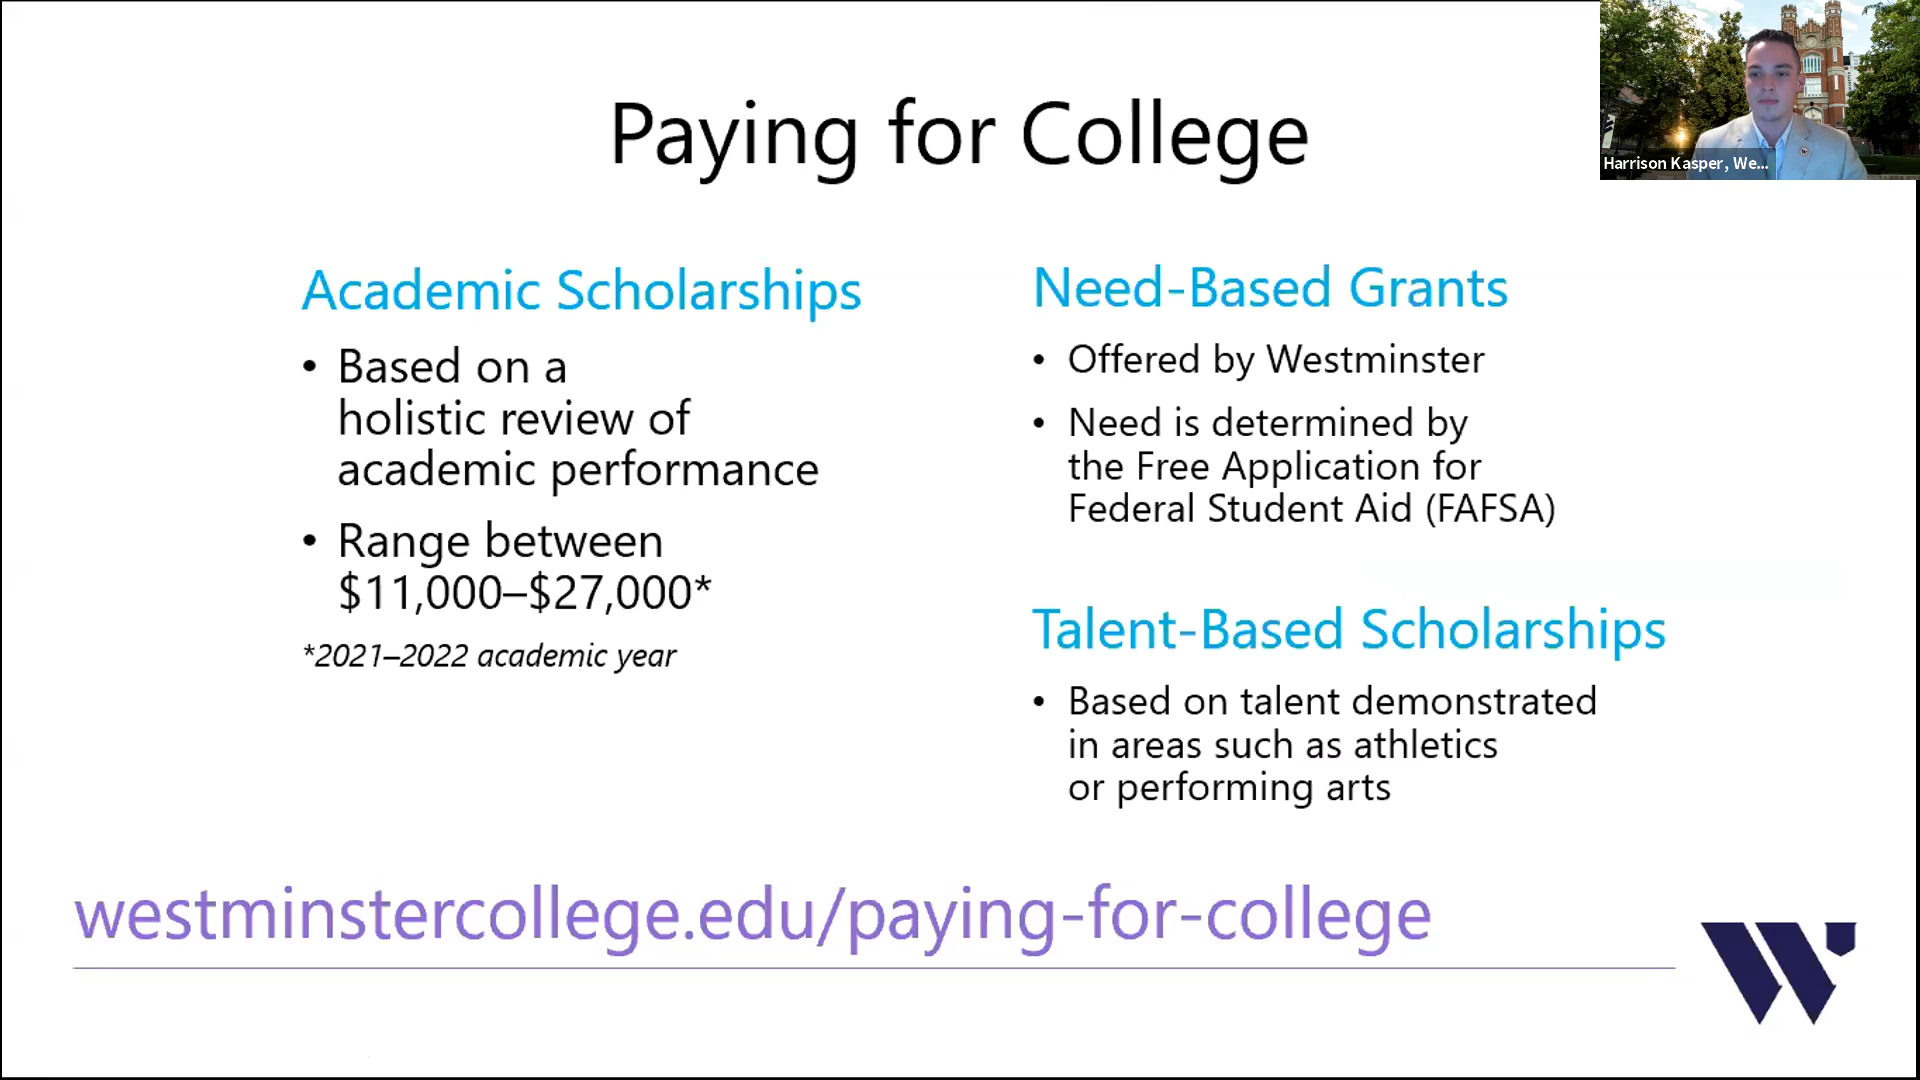 Paying for College
Harrison Kasper, We...
Academic Scholarships
• Based on a
holistic review of
academic performance
• Range between
$11,000–$27,000*
*2021–2022 academic year
Need-Based Grants
• Offered by Westminster
• Need is determined by
the Free Application for
Federal Student Aid (FAFSA)
Talent-Based Scholarships
• Based on talent demonstrated
in areas such as athletics
or performing arts
westminstercollege.edu/paying-for-college
W